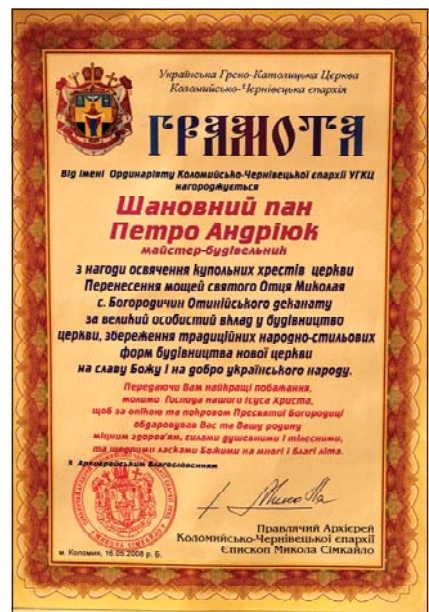 Українська Греко-Католицька Церква
Коломийсько-Чернівецька єпархія
ГРАМОТА
Від імені Ординаріяту Коломийсько-Чернівецької єпархії УГКЦ
нагороджується
Шановний пан
Петро Андріюк
майстер-будівельник
з нагоди освячення купольних хрестів церкви
Перенесення мощей святого Отця Миколая
с. Богородичин Отинійського деканату
за великий особистий вклад у будівництво
церкви, збереження традиційних народно-стильових
форм будівництва нової церкви
на славу Божу і на добро українського народу.
Передаючи Вам найкращі побажання,
молимо Господа нашого Ісуса Христа,
щоб за опікою та покровом Пресвятої Богородиці
обдаровував Вас та Вашу родину
міцним здоров'ям, силами душевними і тілесними,
та щедрими ласками Божими на многі і благі літа.
З Архиєрейським Благословенням
Правлячий Архієрей
Коломийсько-Чернівецької єпархії
Єпископ Микола Сімкайло
м. Коломия, 16.05.2008 р. Б.